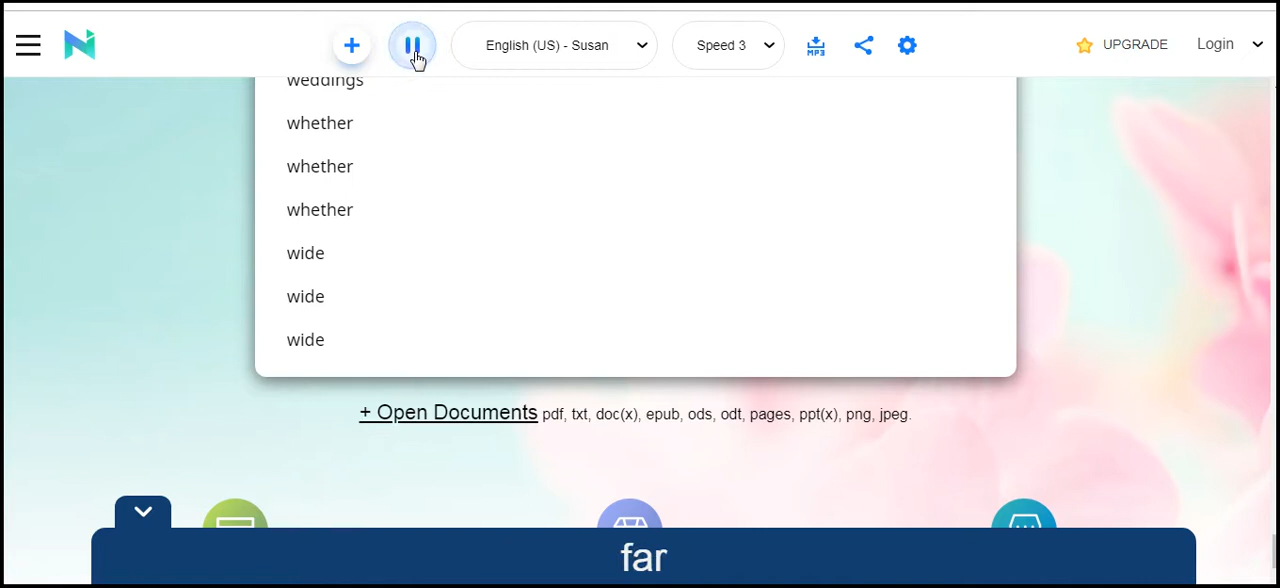 English (US) - Susan
Speed 3
MP3
UPGRADE
Login
weddings
whether
whether
whether
wide
wide
wide
+ Open Documents pdf, txt, doc(x), epub, ods, odt, pages, ppt(x), png, jpeg.
far